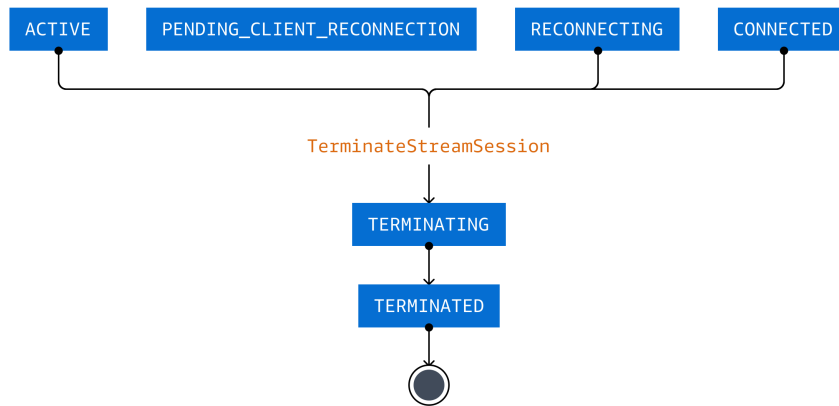 ACTIVE
PENDING_CLIENT_RECONNECTION
RECONNECTING
CONNECTED
TerminateStreamSession
TERMINATING
TERMINATED